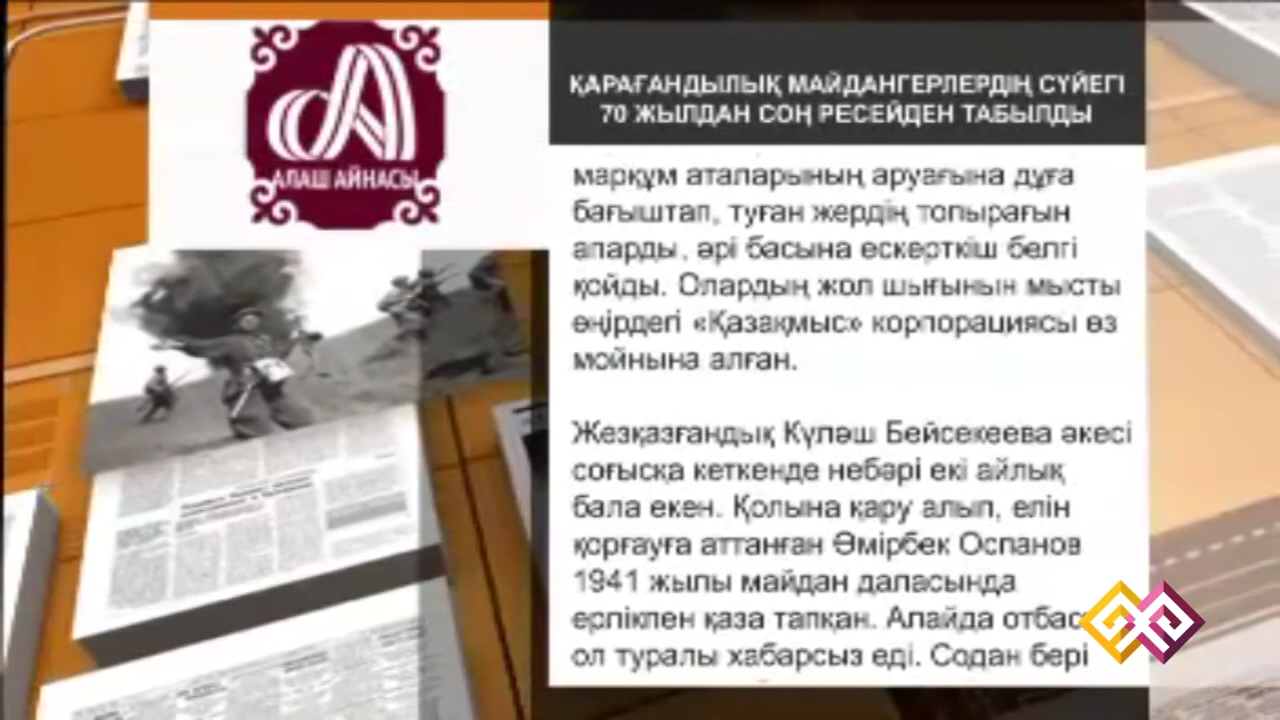 АЛАШ АЙНАСЫ
ҚАРАҒАНДЫЛЫҚ МАЙДАНГЕРЛЕРДІҢ СҮЙЕГІ
70 ЖЫЛДАН СОҢ РЕСЕЙДЕН ТАБЫЛДЫ
марқұм аталарының аруағына дұға
бағыштап, туған жердің топырағын
апарды, әрі басына ескерткіш белгі
қойды. Олардың жол шығынын мысты
өңірдегі «Қазақмыс» корпорациясы өз
мойнына алған.
Жезқазғандық Күләш Бейсекеева әкесі
соғысқа кеткенде небәрі екі айлық
бала екен. Қолына қару алып, елін
қорғауға аттанған Өмірбек Оспанов
1941 жылы майдан даласында
ерлікпен қаза тапқан. Алайда
ол туралы хабарсыз еді. Содан бері